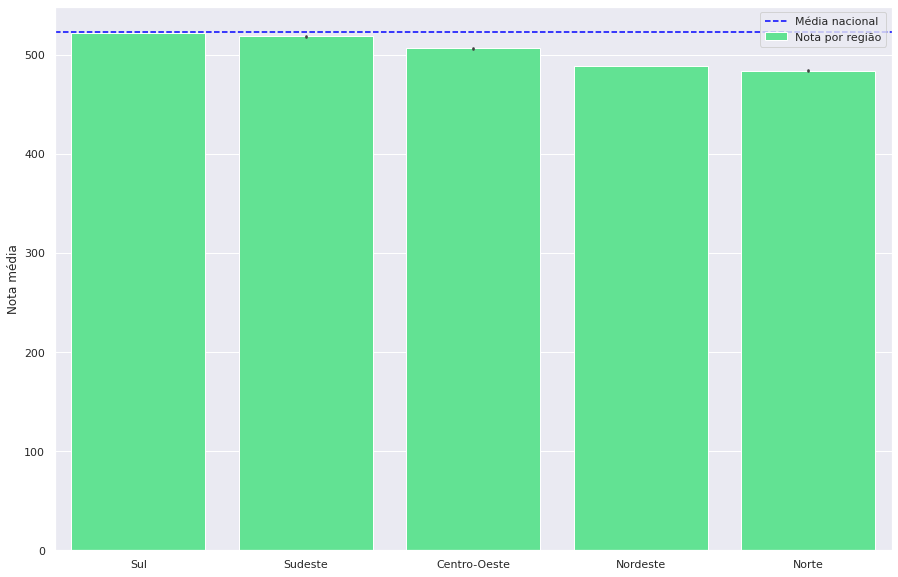 Média nacional
Nota por região
Nota média
500
400
300
200
100
0
Sul
Sudeste
Centro-Oeste
Nordeste
Norte